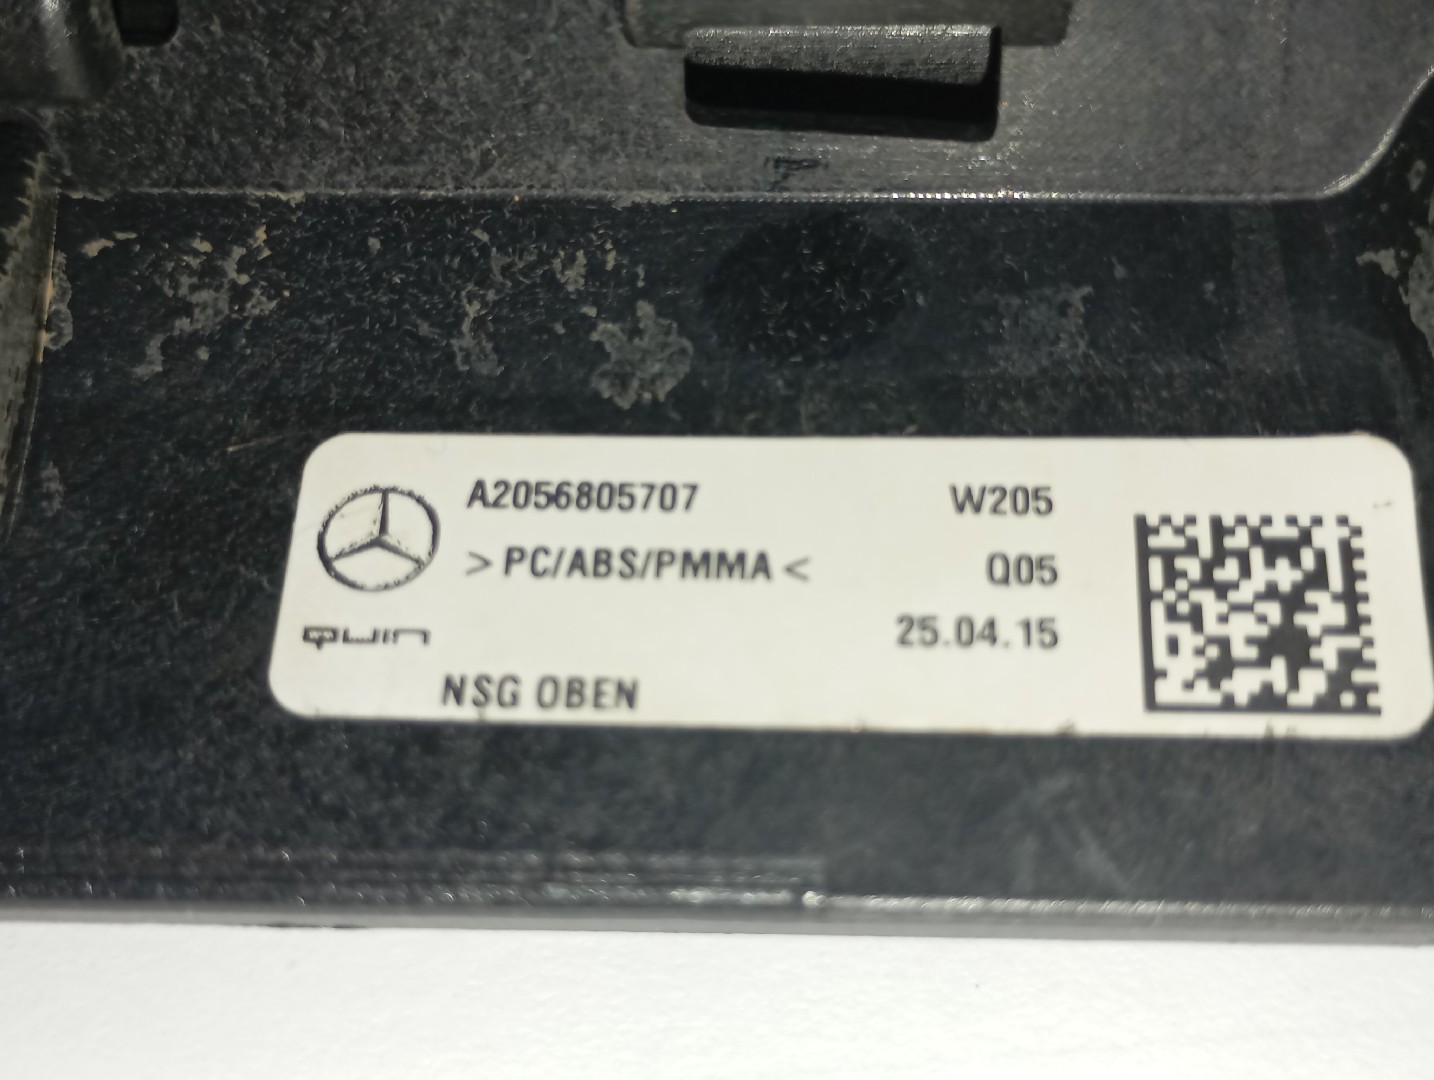 A2056805707 W205
>PC/ABS/PMMA< Q05
quin 25.04.15
NSG OBEN